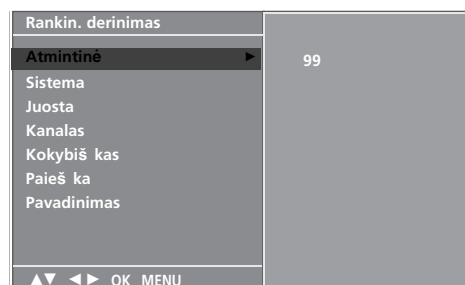 Rankin. derinimas
Atmintinė ►
99
Sistema
Juosta
Kanalas
Kokybiš kas
Paieš ka
Pavadinimas
▲▼ ◄► OK MENU